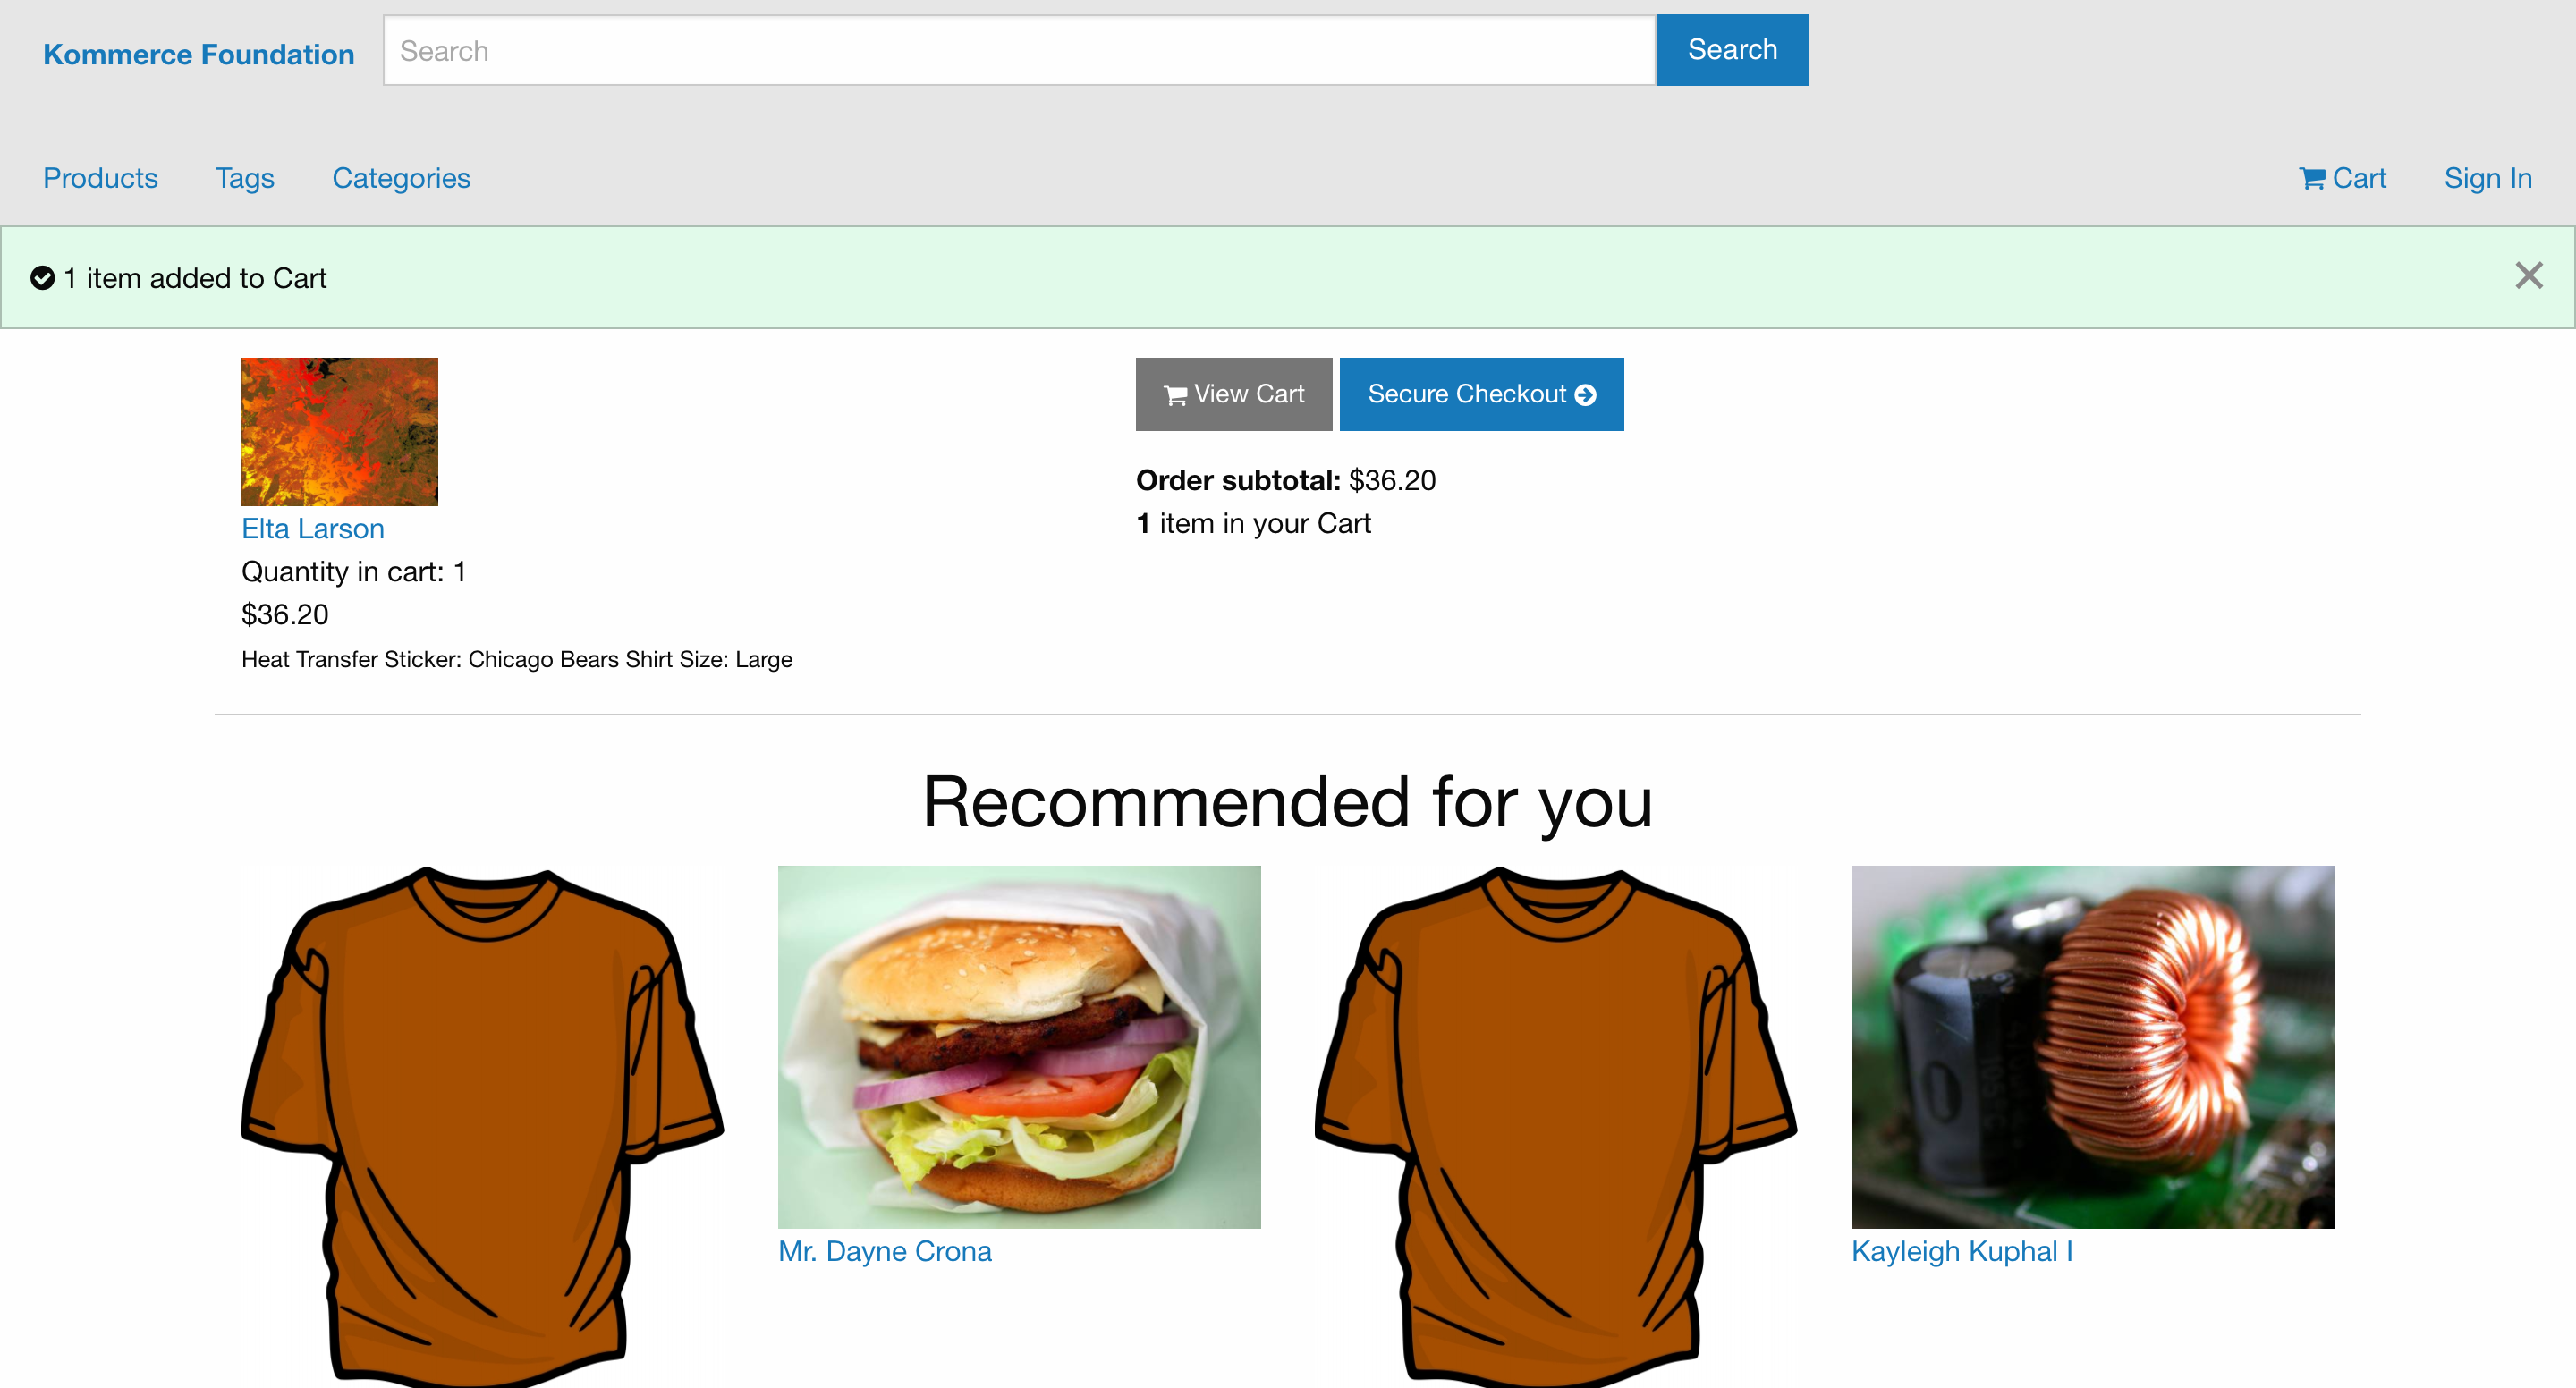 Kommerce Foundation
Search
Search
Products
Tags
Categories
Cart
Sign In
1 item added to Cart
View Cart
Secure Checkout
Order subtotal: $36.20
1 item in your Cart
Elta Larson
Quantity in cart: 1
$36.20
Heat Transfer Sticker: Chicago Bears Shirt Size: Large
Recommended for you
Mr. Dayne Crona
Kayleigh Kuphal I